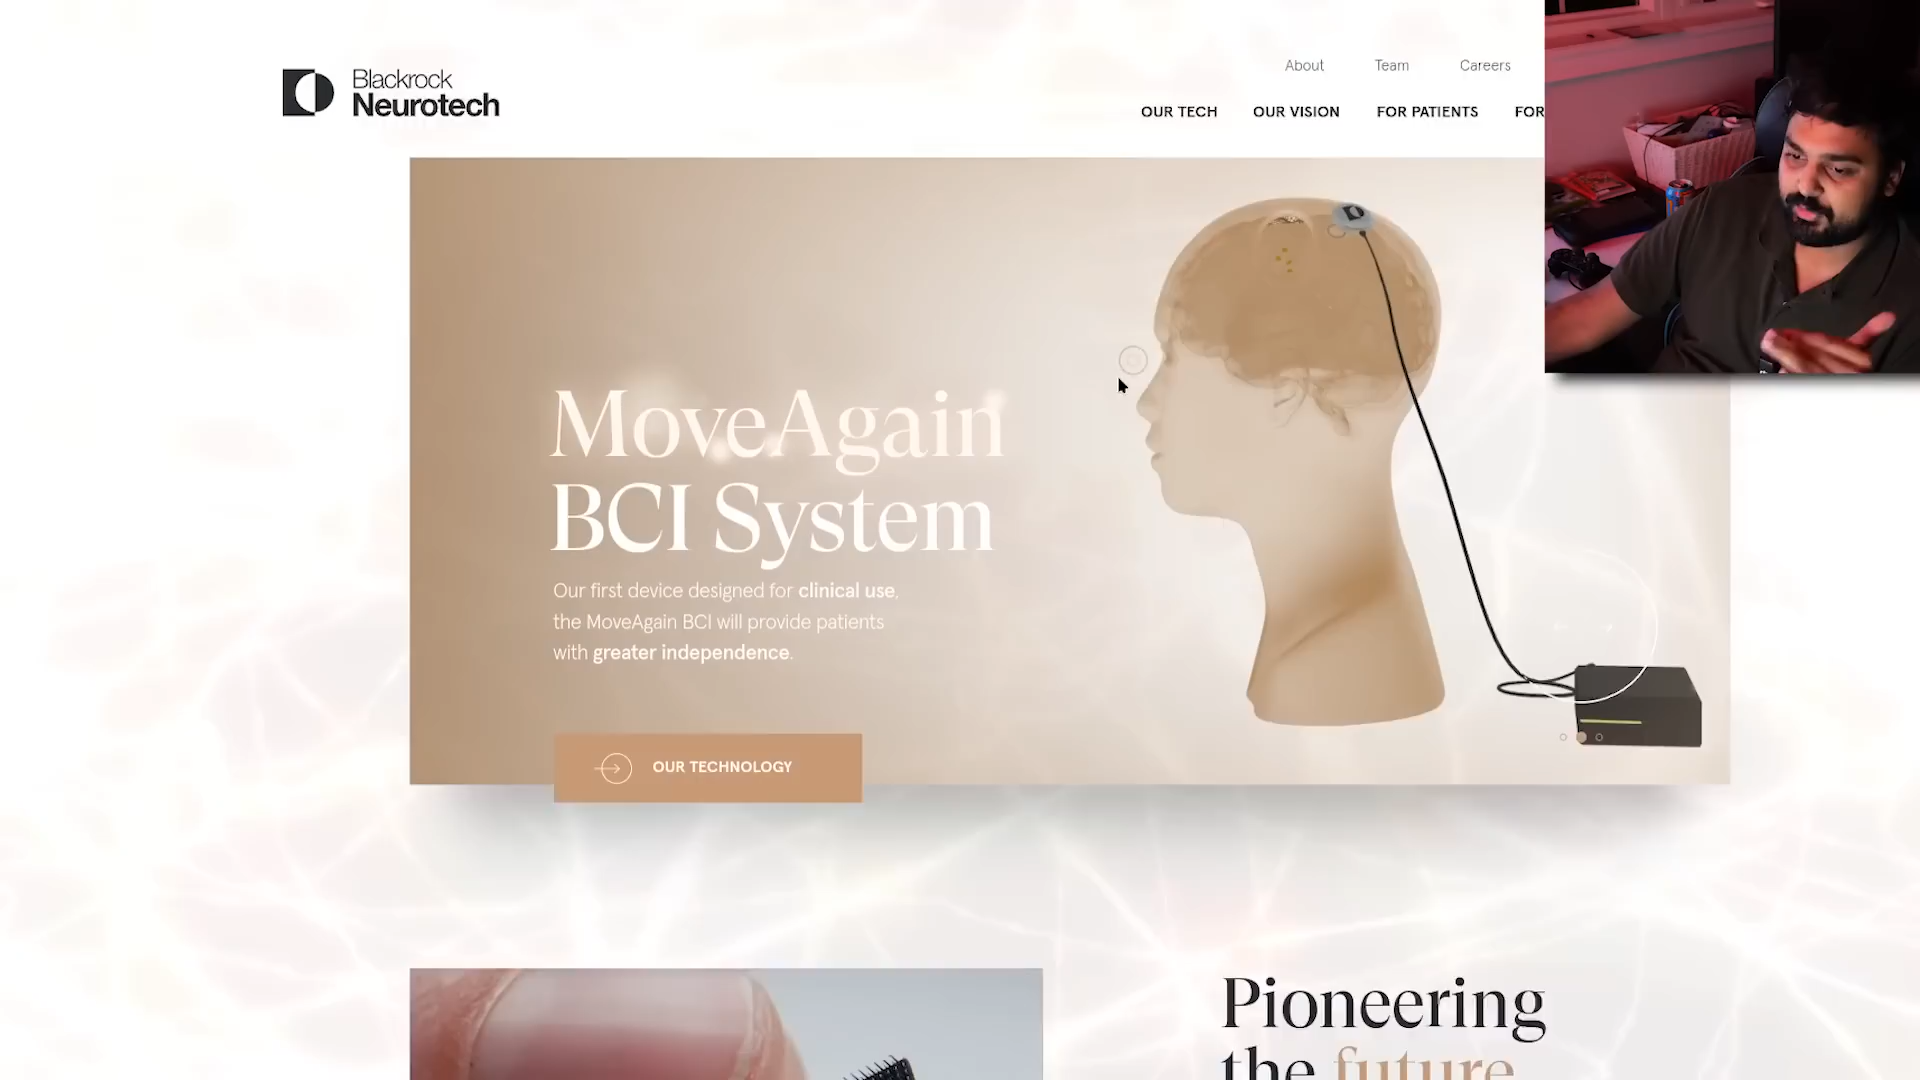 Blackrock
Neurotech
About
Team
Careers
OUR TECH
OUR VISION
FOR PATIENTS
FOR
MoveAgain
BCI System
Our first device designed for clinical use,
the MoveAgain BCI will provide patients
with greater independence.
OUR TECHNOLOGY
Pioneering
the future